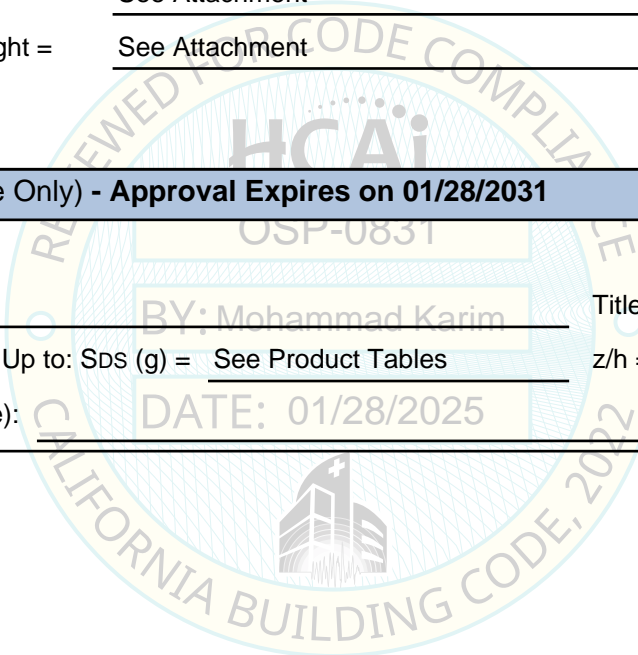 See Attachment
ght = See Attachment
REVIEWED FOR CODE COMPLIANCE
HCAi
e Only) - Approval Expires on 01/28/2031
OSP-0831
BY: Mohammad Karim
Title
Up to: SDS (g) = See Product Tables z/h =
e):
DATE: 01/28/2025
CALIFORNIA BUILDING CODE, 2022